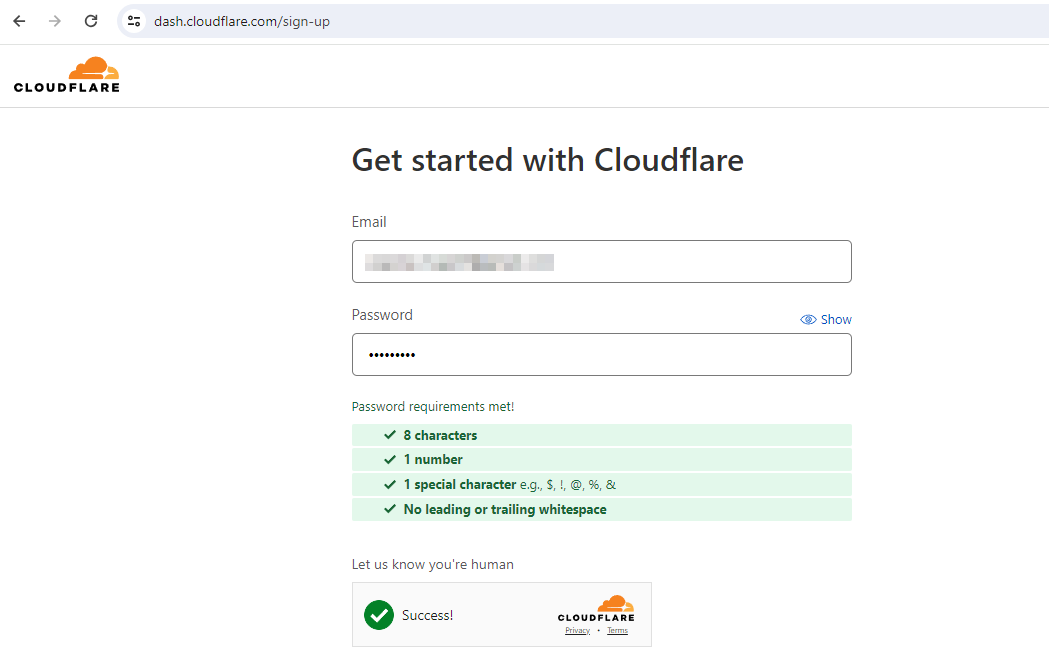 dash.cloudflare.com/sign-up
CLOUDFLARE
Get started with Cloudflare
Email
Password
Show
•••••••••
Password requirements met!
8 characters
1 number
1 special character e.g., $, !, @, %, &
No leading or trailing whitespace
Let us know you're human
Success!
CLOUDFLARE
Privacy • Terms